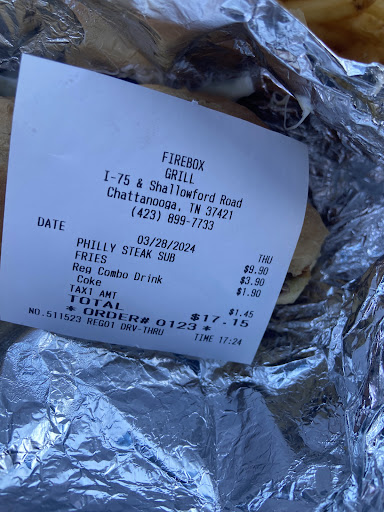 FIREBOX
GRILL
I-75 & Shallowford Road
Chattanooga, TN 37421
(423) 899-7733
DATE 03/28/2024 THU
PHILLY STEAK SUB $9.90
FRIES $3.90
Reg Combo Drink $1.90
Coke
TAX1 AMT $1.45
TOTAL $17.15
* ORDER# 0123 *
NO.511523 REG01 DRV-THRU TIME 17:24